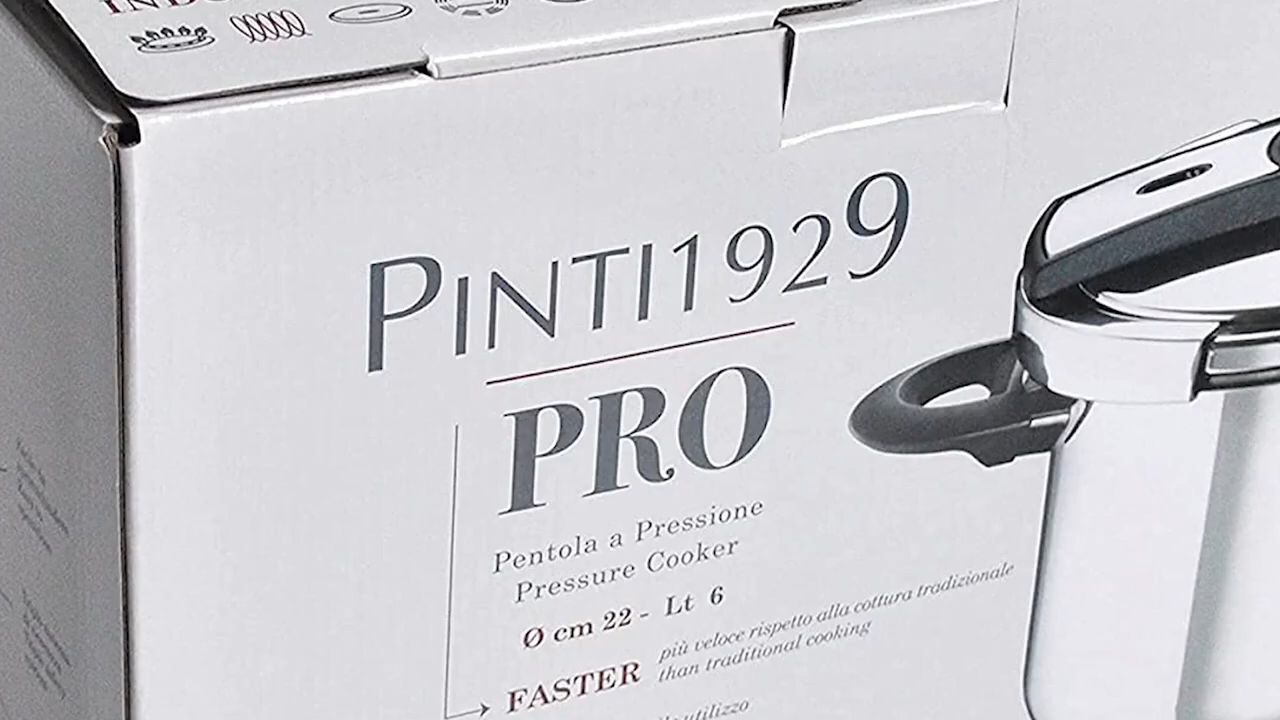 PINTI1929
PRO
Pentola a Pressione
Pressure Cooker
Ø cm 22 - Lt 6
FASTER
più veloce rispetto alla cottura tradizionale
than traditional cooking
utilizzo